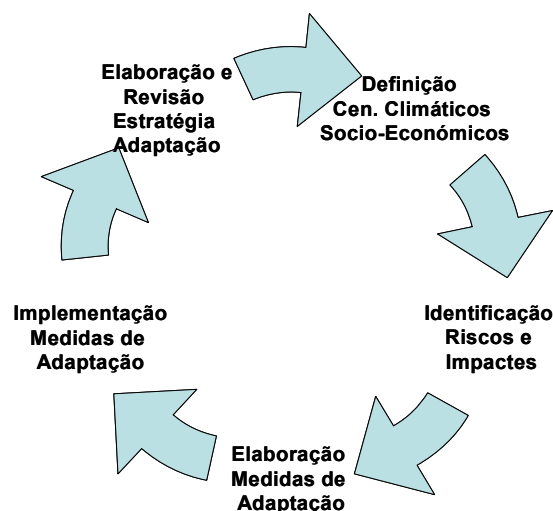 Elaboração e
Revisão
Estratégia
Adaptação
Definição
Cen. Climáticos
Socio-Económicos
Identificação
Riscos e
Impactes
Elaboração
Medidas de
Adaptação
Implementação
Medidas de
Adaptação